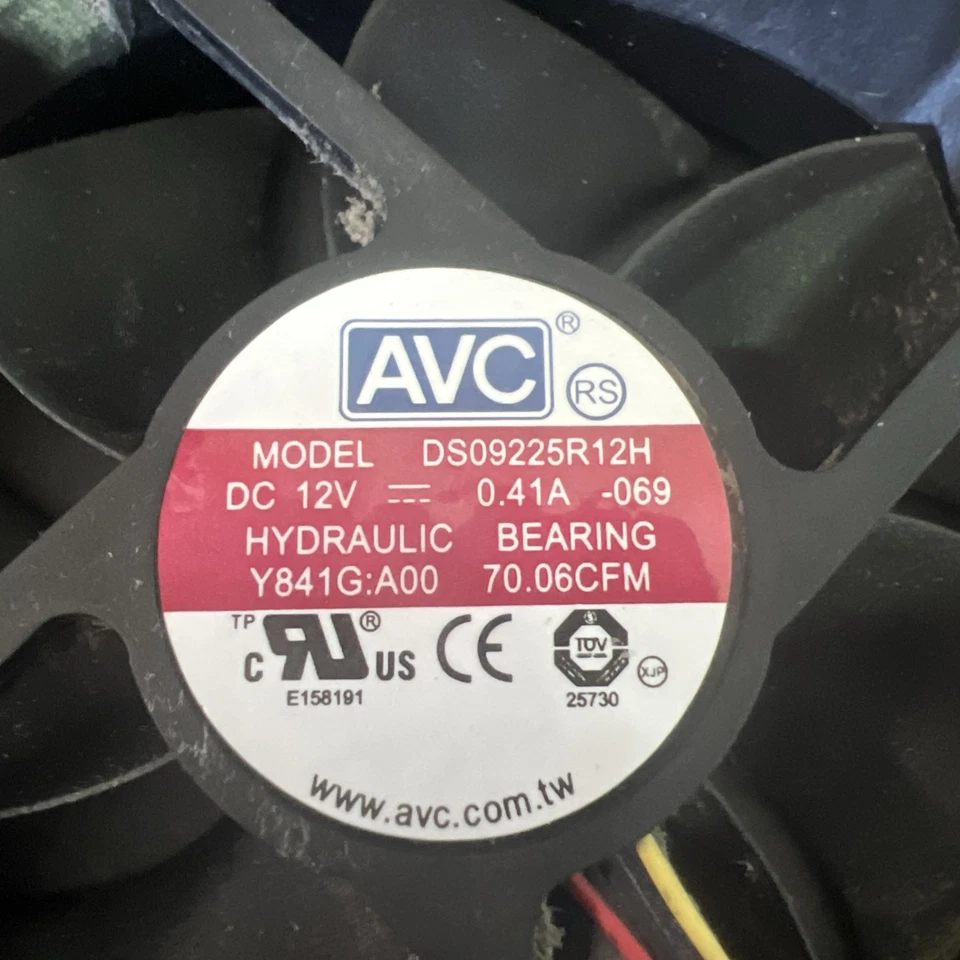 AVC ®
RS
MODEL DS09225R12H
DC 12V 0.41A -069
HYDRAULIC BEARING
Y841G:A00 70.06CFM
TP
C RU ® US
E158191
CE
TÜV
25730
XJP
www.avc.com.tw